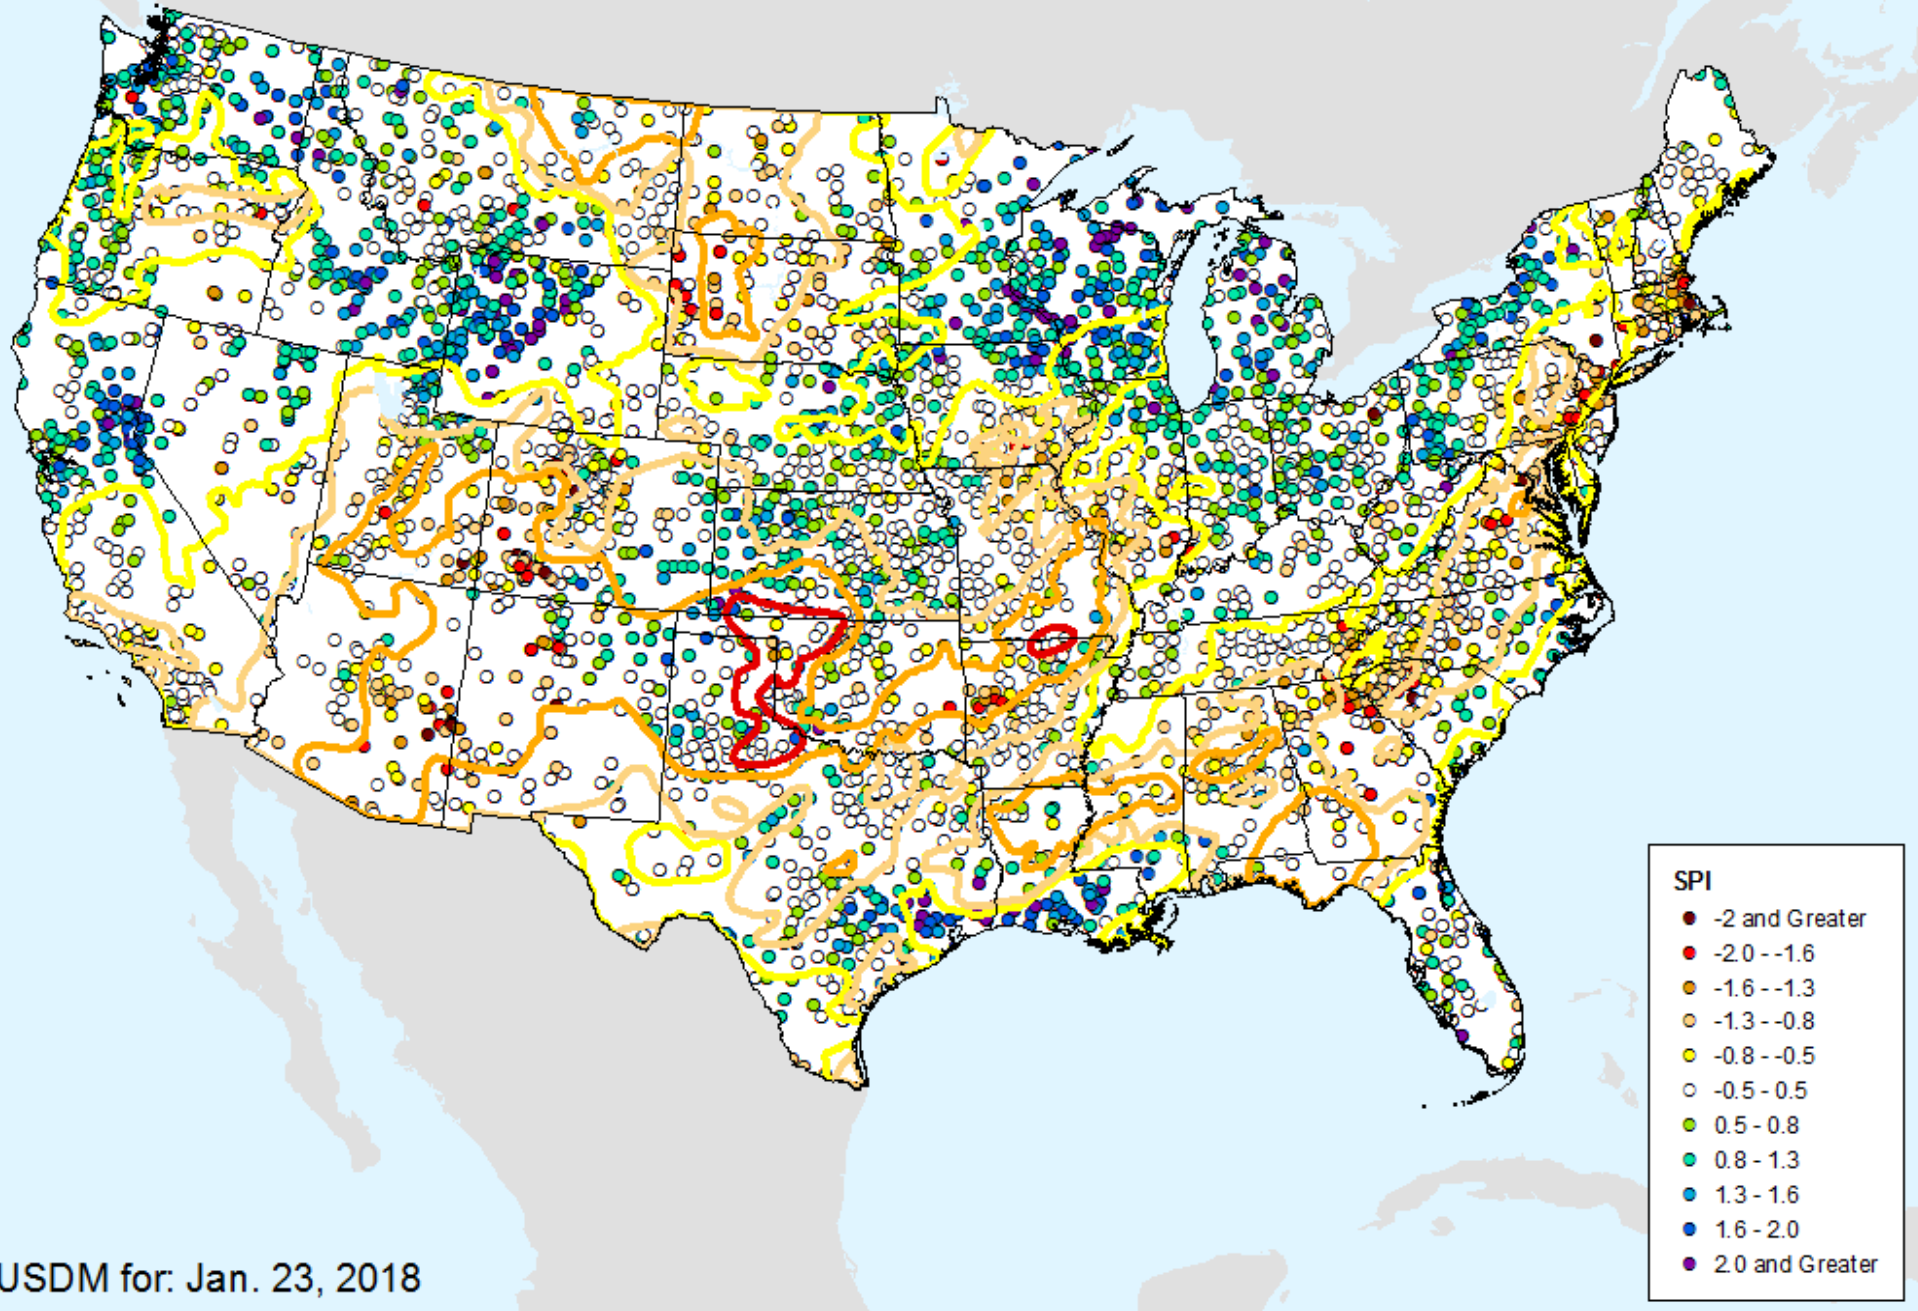 SPI
-2 and Greater
-2.0 - -1.6
-1.6 - -1.3
-1.3 - -0.8
-0.8 - -0.5
-0.5 - 0.5
0.5 - 0.8
0.8 - 1.3
1.3 - 1.6
1.6 - 2.0
2.0 and Greater
USDM for: Jan. 23, 2018